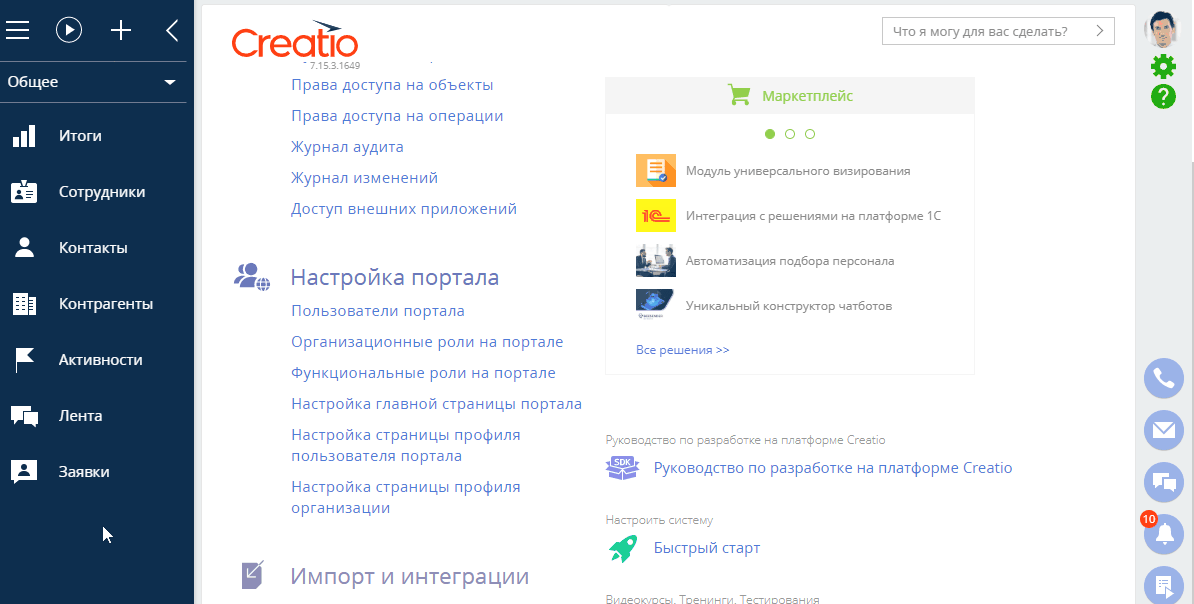 Общее
Итоги
Сотрудники
Контакты
Контрагенты
Активности
Лента
Заявки
Creatio
7.15.3.1649
Что я могу для вас сделать?
Права доступа на объекты
Права доступа на операции
Журнал аудита
Журнал изменений
Доступ внешних приложений
Настройка портала
Пользователи портала
Организационные роли на портале
Функциональные роли на портале
Настройка главной страницы портала
Настройка страницы профиля
пользователя портала
Настройка страницы профиля
организации
Импорт и интеграции
Маркетплейс
Модуль универсального визирования
1С
Интеграция с решениями на платформе 1С
Автоматизация подбора персонала
Уникальный конструктор чатботов
Все решения >>
Руководство по разработке на платформе Creatio
SDK
Руководство по разработке на платформе Creatio
Настроить систему
Быстрый старт
Видеокурсы, Тренинги, Тестирования
?
10